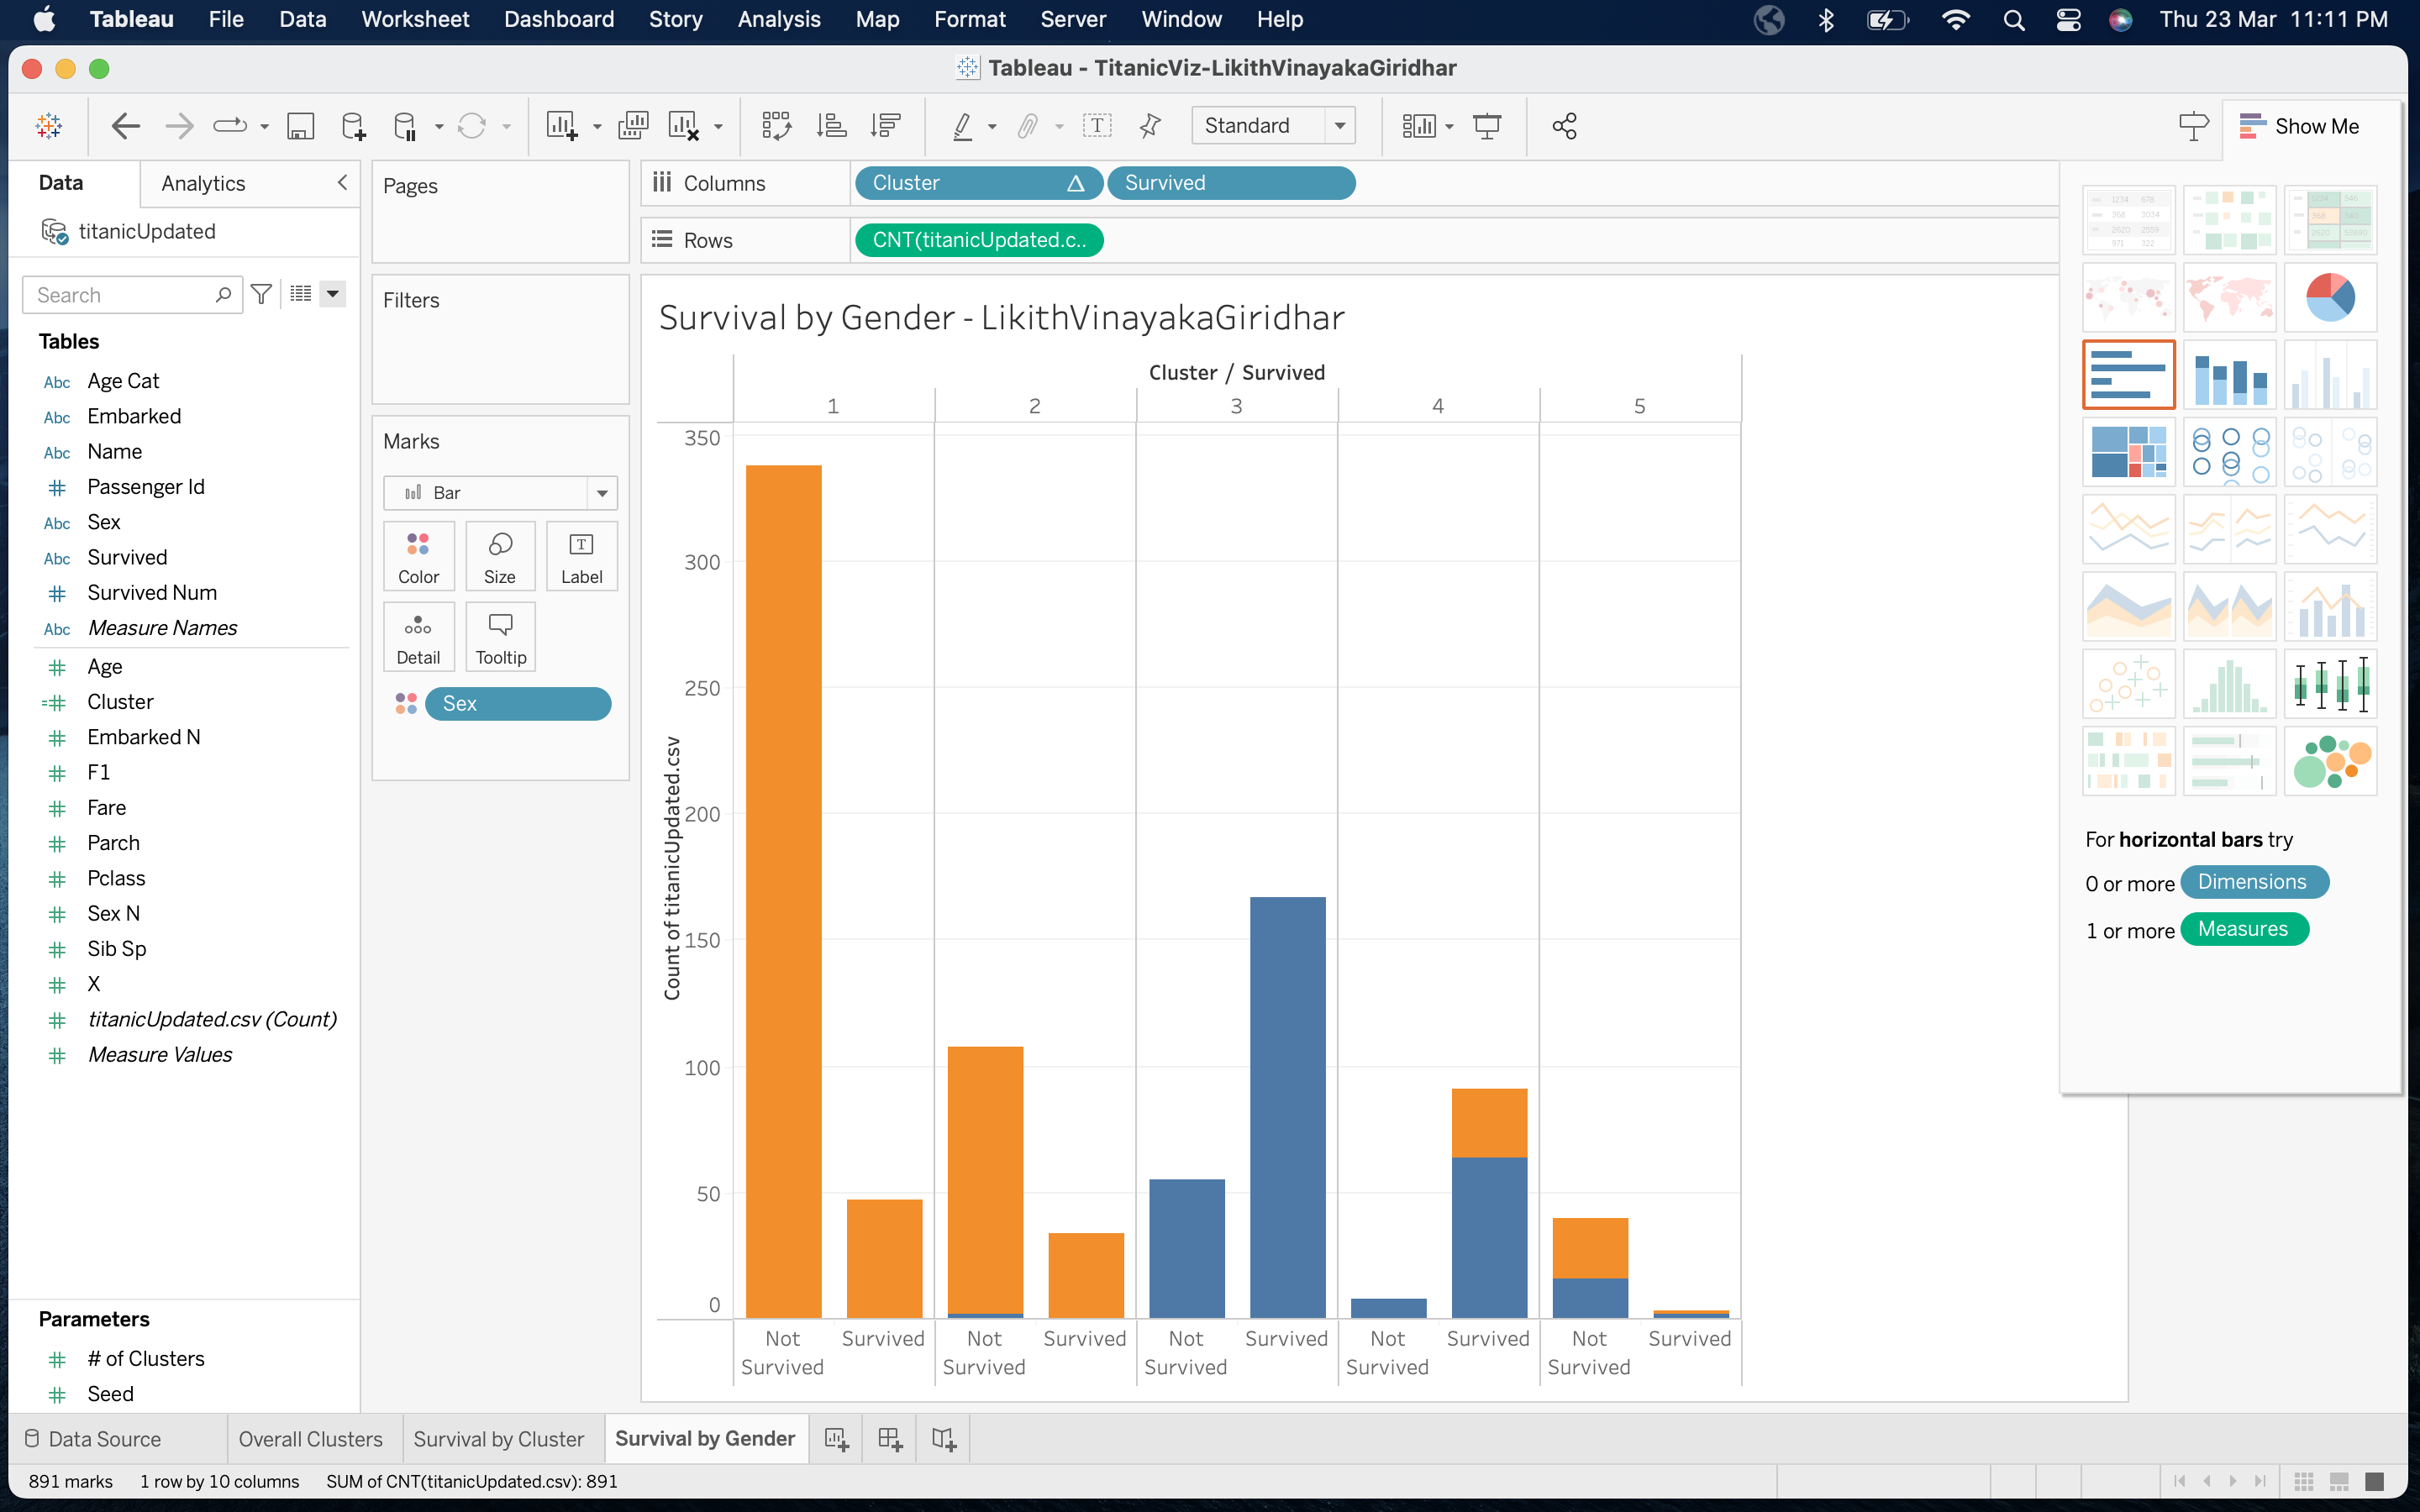 Tableau File Data Worksheet Dashboard Story Analysis Map Format Server Window Help Thu 23 Mar 11:11 PM
Tableau - TitanicViz-LikithVinayakaGiridhar
Standard
Show Me
Data Analytics
titanicUpdated
Search
Tables
Abc Age Cat
Abc Embarked
Abc Name
# Passenger Id
Abc Sex
Abc Survived
# Survived Num
Abc Measure Names
# Age
=# Cluster
# Embarked N
# F1
# Fare
# Parch
# Pclass
# Sex N
# Sib Sp
# X
# titanicUpdated.csv (Count)
# Measure Values
Parameters
# # of Clusters
# Seed
Pages
Filters
Marks
Bar
Color Size Label
Detail Tooltip
Sex
Columns Cluster Δ Survived
Rows CNT(titanicUpdated.c..
Survival by Gender - LikithVinayakaGiridhar
Cluster / Survived
1 2 3 4 5
Count of titanicUpdated.csv
350
300
250
200
150
100
50
0
Not Survived Not Survived Not Survived Not Survived Not Survived
Survived Survived Survived Survived Survived
1234 678
368 3034
2620 2559
971 322
For horizontal bars try
0 or more Dimensions
1 or more Measures
Data Source Overall Clusters Survival by Cluster Survival by Gender
891 marks 1 row by 10 columns SUM of CNT(titanicUpdated.csv): 891